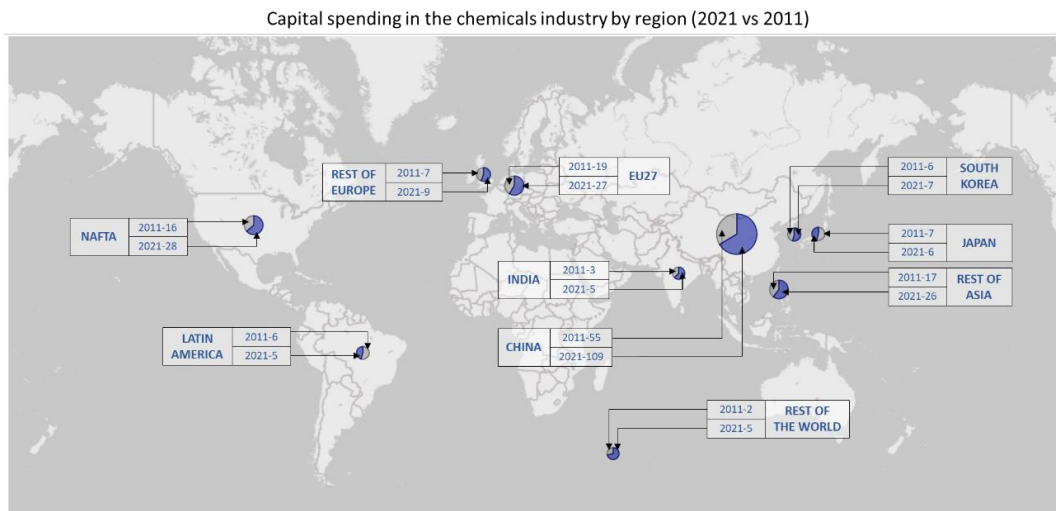 Capital spending in the chemicals industry by region (2021 vs 2011)
REST OF
EUROPE
2011-7
2021-9
2011-19
2021-27
EU27
2011-6
2021-7
SOUTH
KOREA
NAFTA
2011-16
2021-28
2011-7
2021-6
JAPAN
INDIA
2011-3
2021-5
2011-17
2021-26
REST OF
ASIA
LATIN
AMERICA
2011-6
2021-5
CHINA
2011-55
2021-109
2011-2
2021-5
REST OF
THE WORLD